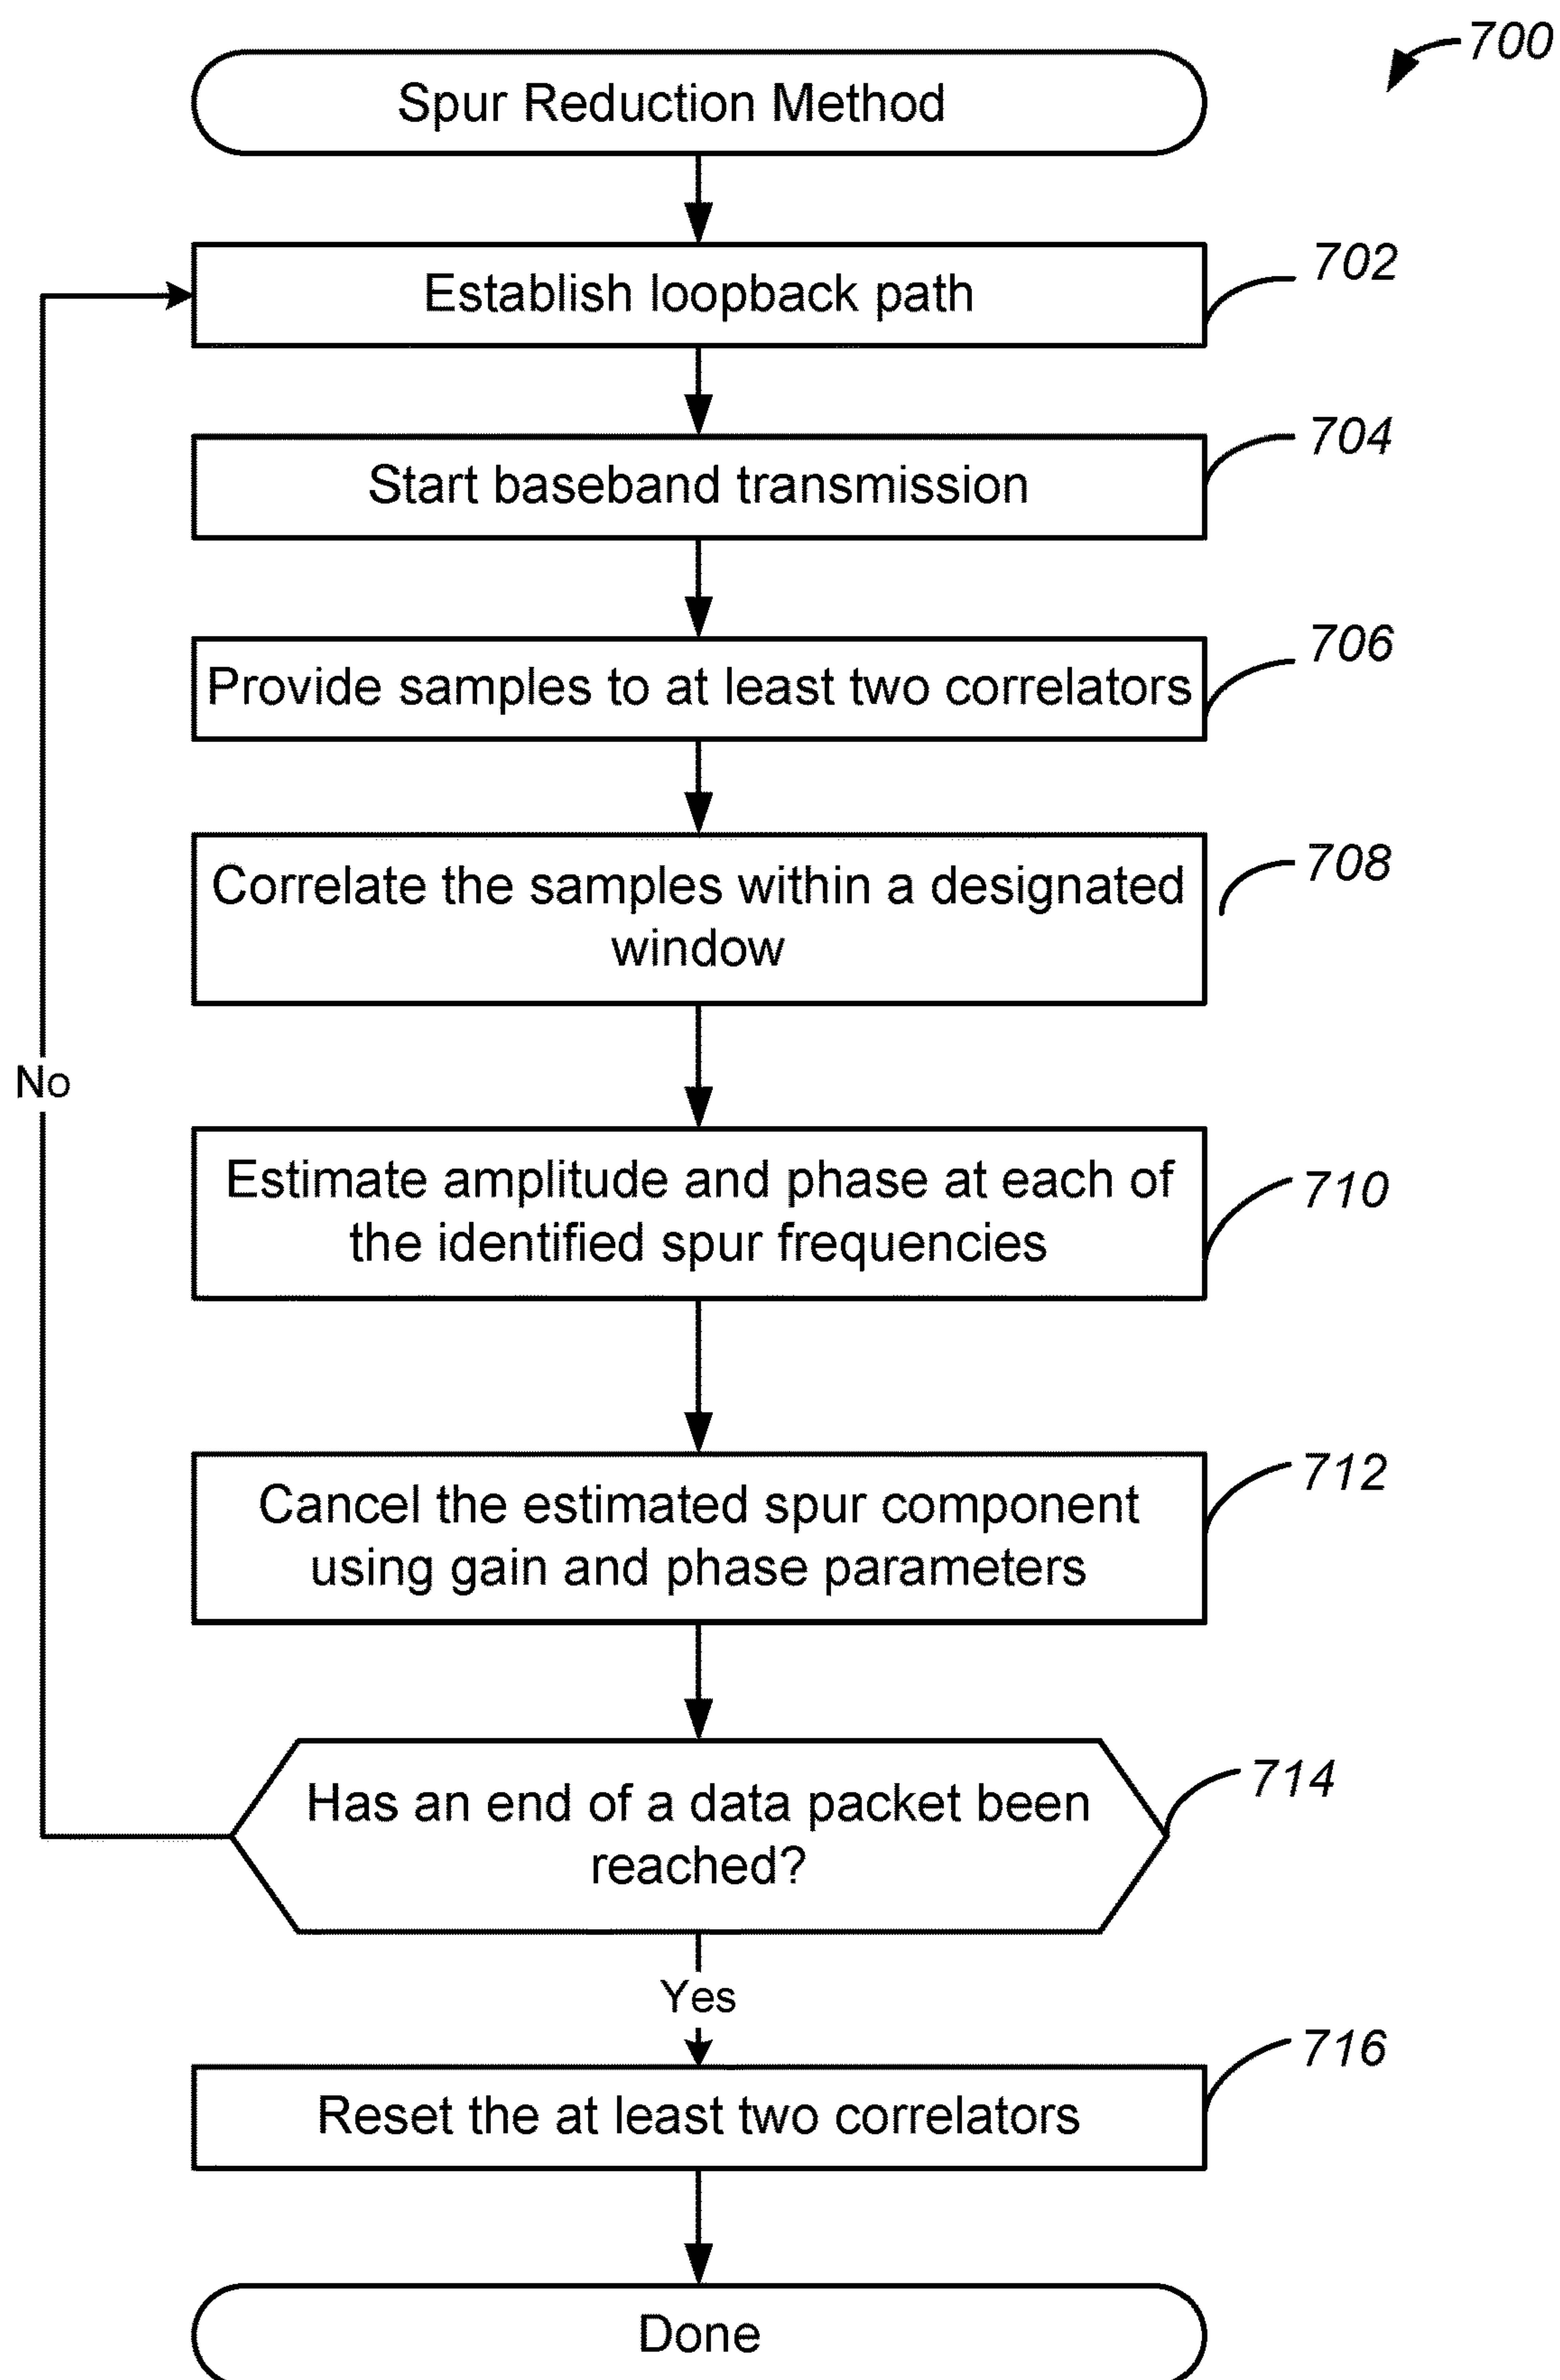 700
Spur Reduction Method
Establish loopback path
702
Start baseband transmission
704
Provide samples to at least two correlators
706
Correlate the samples within a designated
window
708
Estimate amplitude and phase at each of
the identified spur frequencies
710
No
Cancel the estimated spur component
using gain and phase parameters
712
Has an end of a data packet been
reached?
714
Yes
Reset the at least two correlators
716
Done